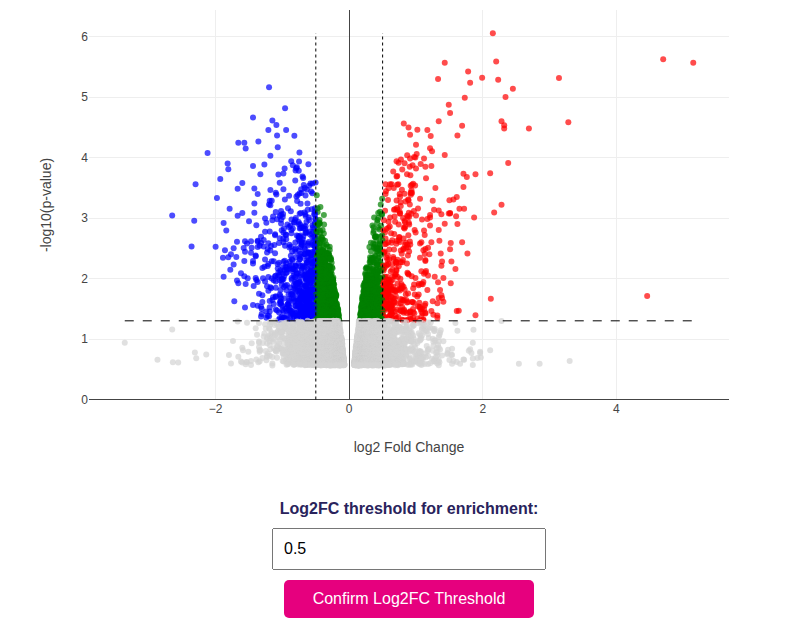 6
5
4
3
2
1
0
-log10(p-value)
−2 0 2 4
log2 Fold Change
Log2FC threshold for enrichment:
0.5
Confirm Log2FC Threshold